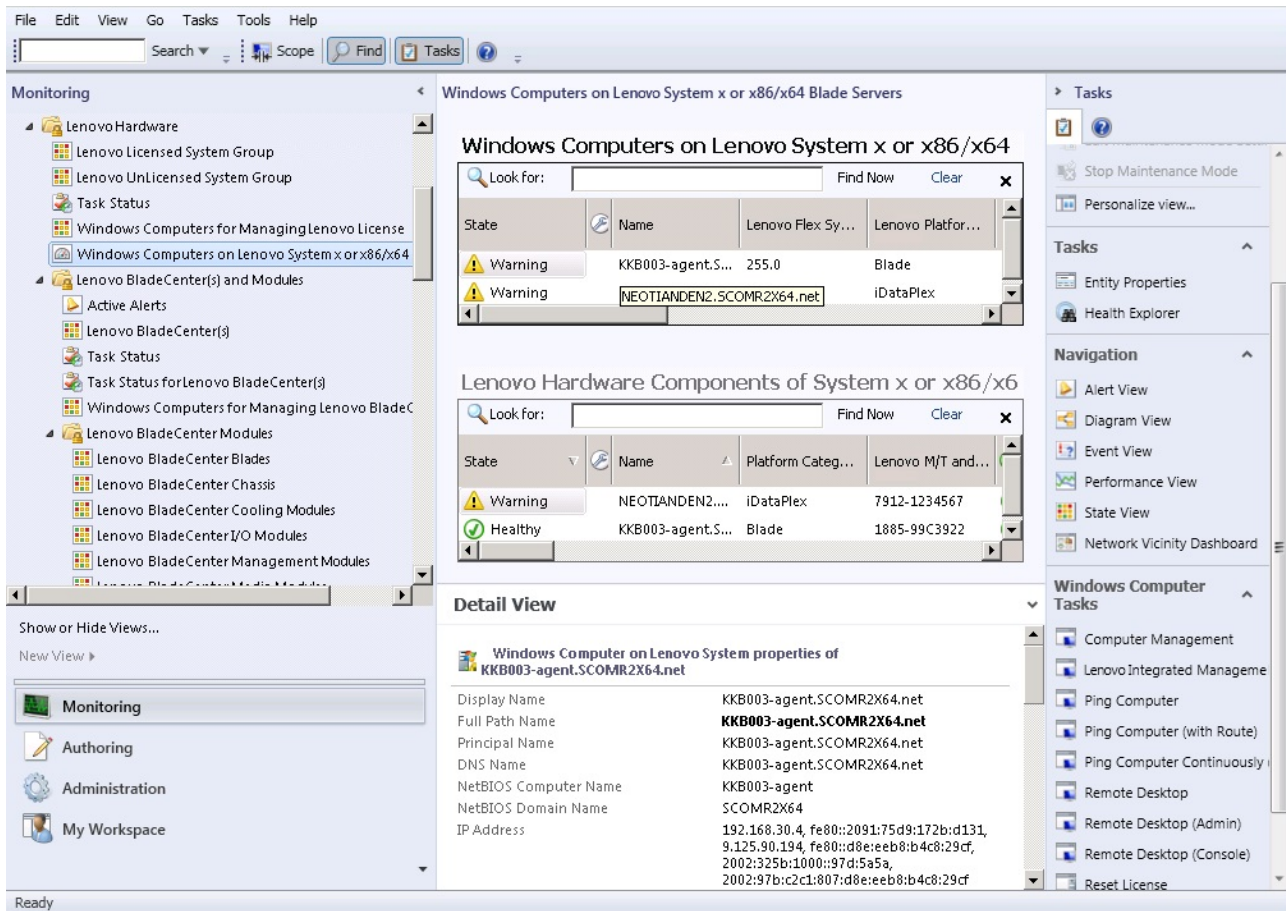 File Edit View Go Tasks Tools Help
Search Scope Find Tasks
Monitoring
Lenovo Hardware
Lenovo Licensed System Group
Lenovo UnLicensed System Group
Task Status
Windows Computers for Managing Lenovo License
Windows Computers on Lenovo System x or x86/x64
Lenovo BladeCenter(s) and Modules
Active Alerts
Lenovo BladeCenter(s)
Task Status
Task Status for Lenovo BladeCenter(s)
Windows Computers for Managing Lenovo BladeC
Lenovo BladeCenter Modules
Lenovo BladeCenter Blades
Lenovo BladeCenter Chassis
Lenovo BladeCenter Cooling Modules
Lenovo BladeCenter I/O Modules
Lenovo BladeCenter Management Modules
Show or Hide Views...
New View
Monitoring
Authoring
Administration
My Workspace
Ready
Windows Computers on Lenovo System x or x86/x64 Blade Servers
Windows Computers on Lenovo System x or x86/x64
Look for: Find Now Clear x
State Name Lenovo Flex Sy... Lenovo Platfor...
Warning KKB003-agent.S... 255.0 Blade
Warning NEOTIANDEN2.SCOMR2X64.net iDataPlex
Lenovo Hardware Components of System x or x86/x6
Look for: Find Now Clear x
State Name Platform Categ... Lenovo M/T and...
Warning NEOTIANDEN2.... iDataPlex 7912-1234567
Healthy KKB003-agent.S... Blade 1885-99C3922
Detail View
Windows Computer on Lenovo System properties of
KKB003-agent.SCOMR2X64.net
Display Name KKB003-agent.SCOMR2X64.net
Full Path Name KKB003-agent.SCOMR2X64.net
Principal Name KKB003-agent.SCOMR2X64.net
DNS Name KKB003-agent.SCOMR2X64.net
NetBIOS Computer Name KKB003-agent
NetBIOS Domain Name SCOMR2X64
IP Address 192.168.30.4, fe80::2091:75d9:172b:d131,
9.125.90.194, fe80::d8e:eeb8:b4c8:29cf,
2002:325b:1000::97d:5a5a,
2002:97b:c2c1:807:d8e:eeb8:b4c8:29cf
Tasks
Stop Maintenance Mode
Personalize view...
Tasks
Entity Properties
Health Explorer
Navigation
Alert View
Diagram View
Event View
Performance View
State View
Network Vicinity Dashboard
Windows Computer
Tasks
Computer Management
Lenovo Integrated Manageme
Ping Computer
Ping Computer (with Route)
Ping Computer Continuously
Remote Desktop
Remote Desktop (Admin)
Remote Desktop (Console)
Reset License